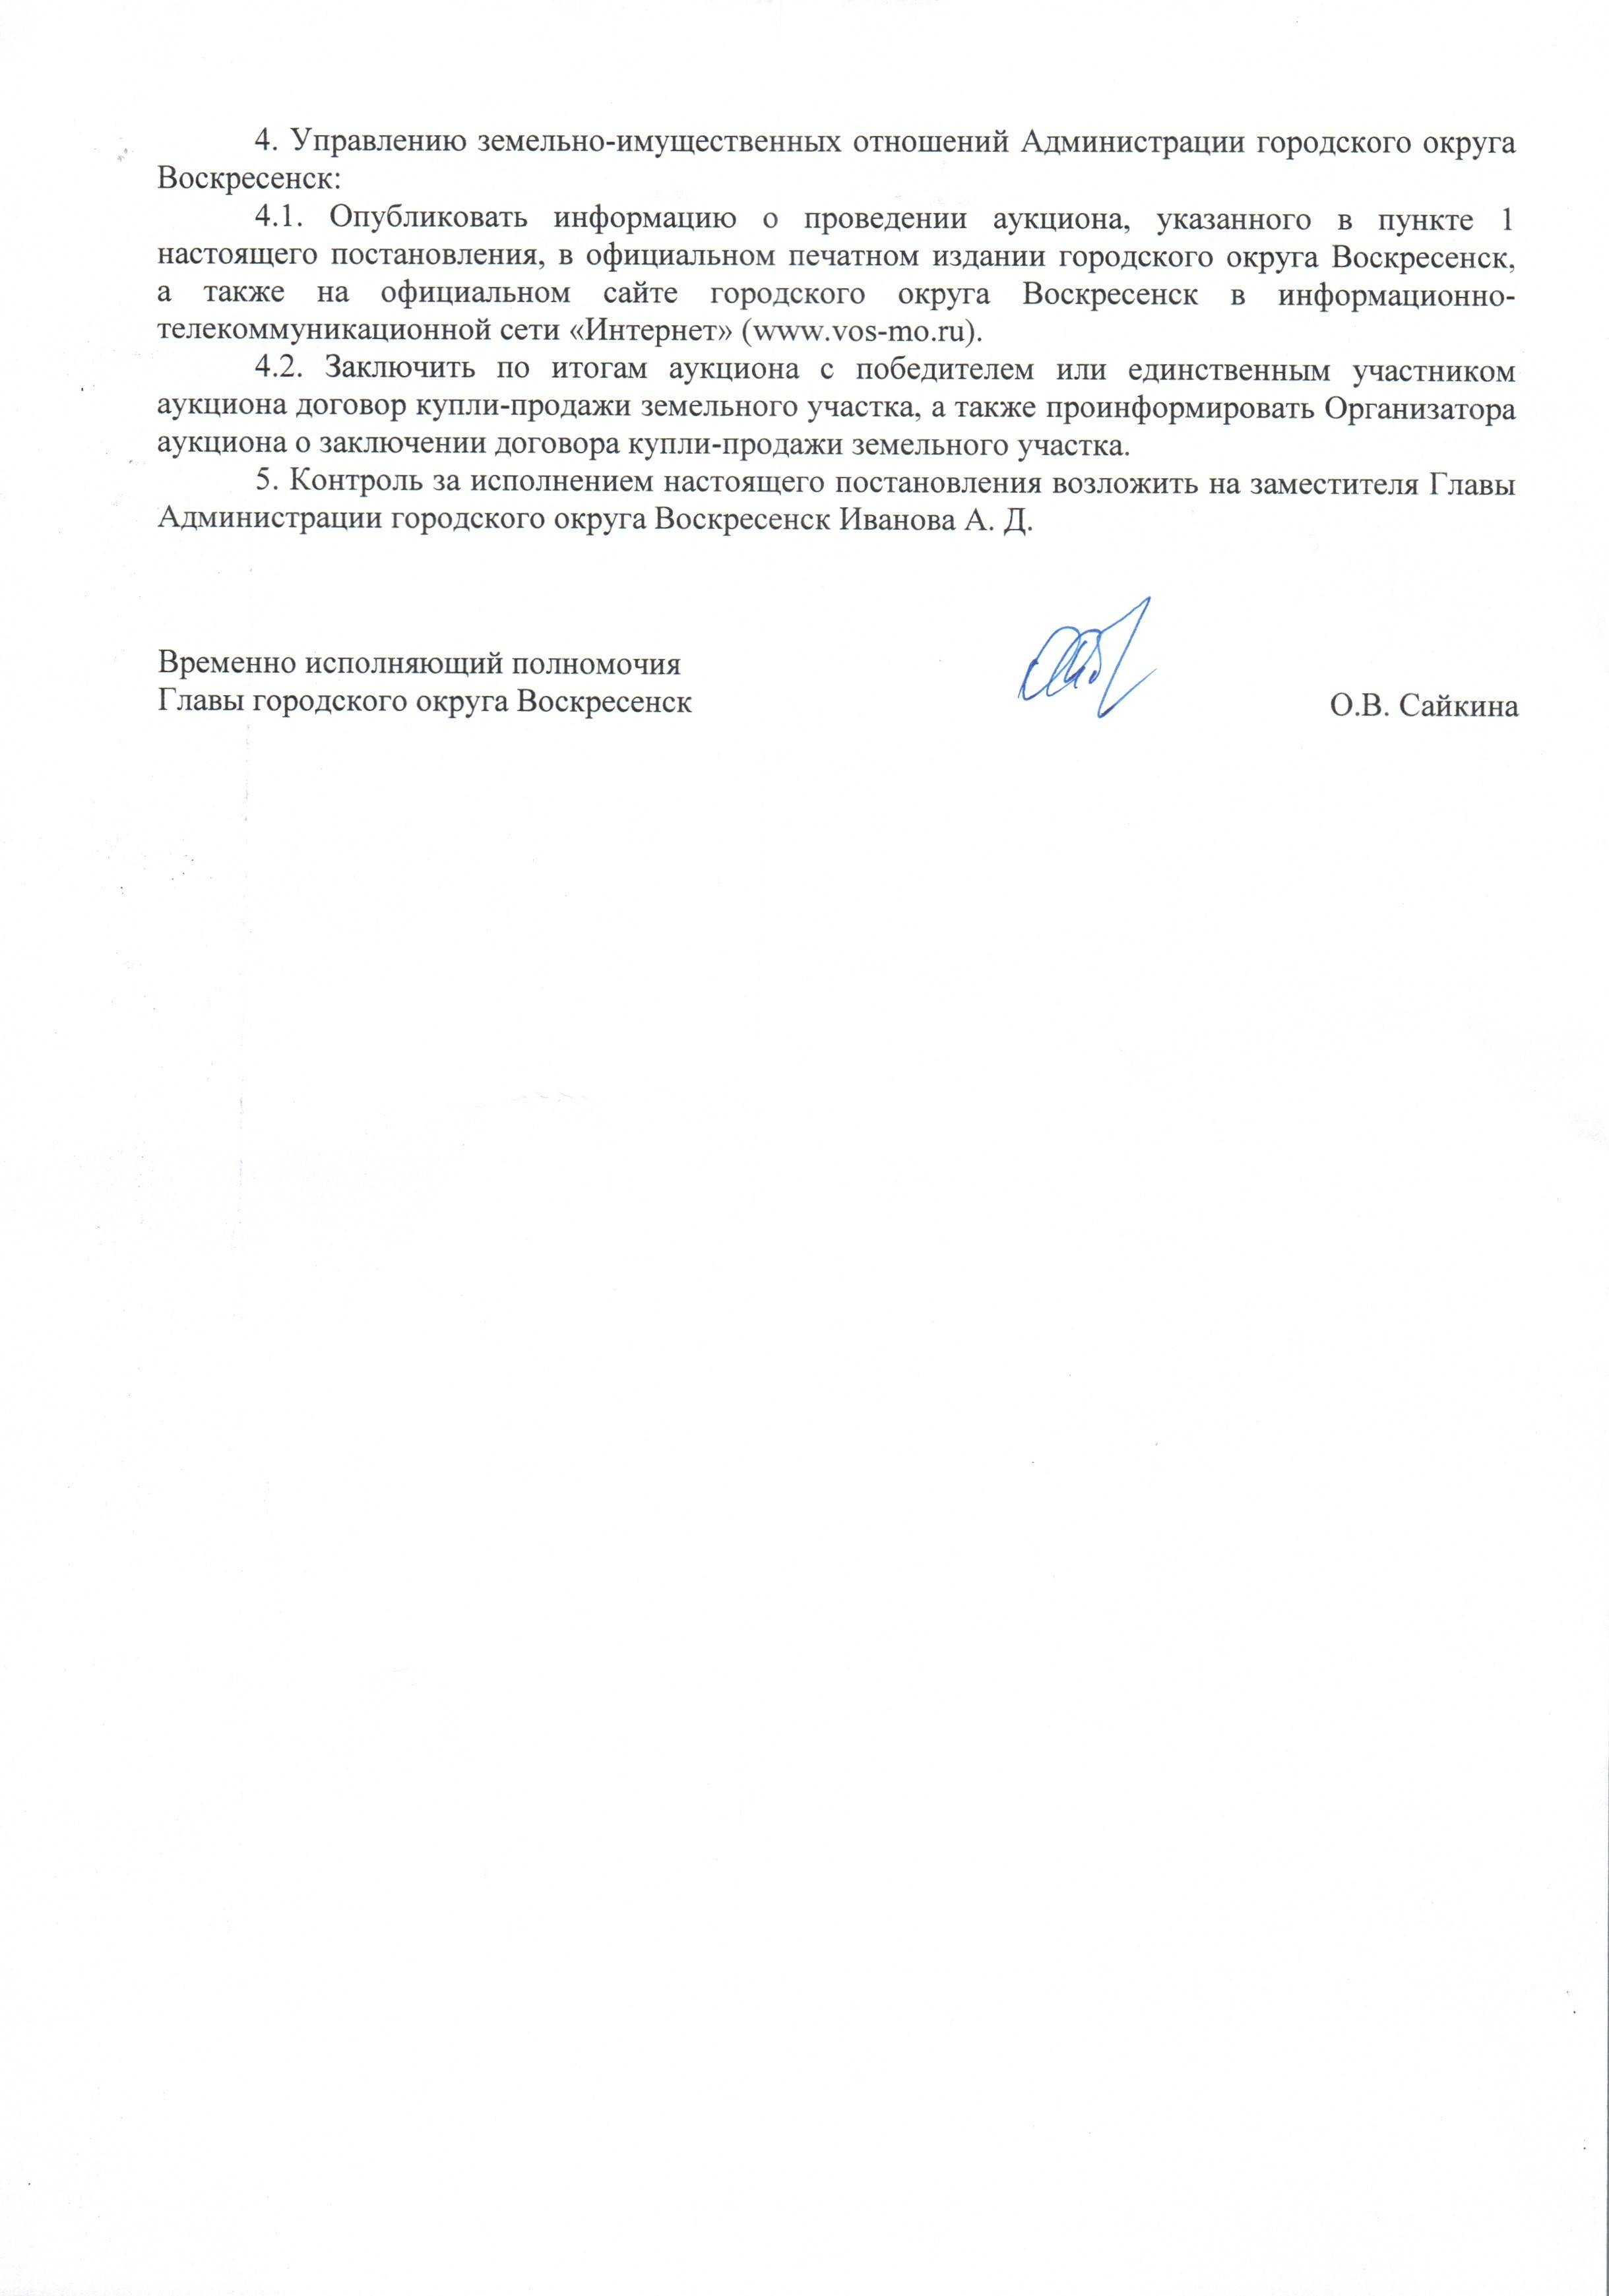 4. Управлению земельно-имущественных отношений Администрации городского округа
Воскресенск:
4.1. Опубликовать информацию о проведении аукциона, указанного в пункте 1
настоящего постановления, в официальном печатном издании городского округа Воскресенск,
а также на официальном сайте городского округа Воскресенск в информационно-
телекоммуникационной сети «Интернет» (www.vos-mo.ru).
4.2. Заключить по итогам аукциона с победителем или единственным участником
аукциона договор купли-продажи земельного участка, а также проинформировать Организатора
аукциона о заключении договора купли-продажи земельного участка.
5. Контроль за исполнением настоящего постановления возложить на заместителя Главы
Администрации городского округа Воскресенск Иванова А. Д.
Временно исполняющий полномочия
Главы городского округа Воскресенск
О.В. Сайкина